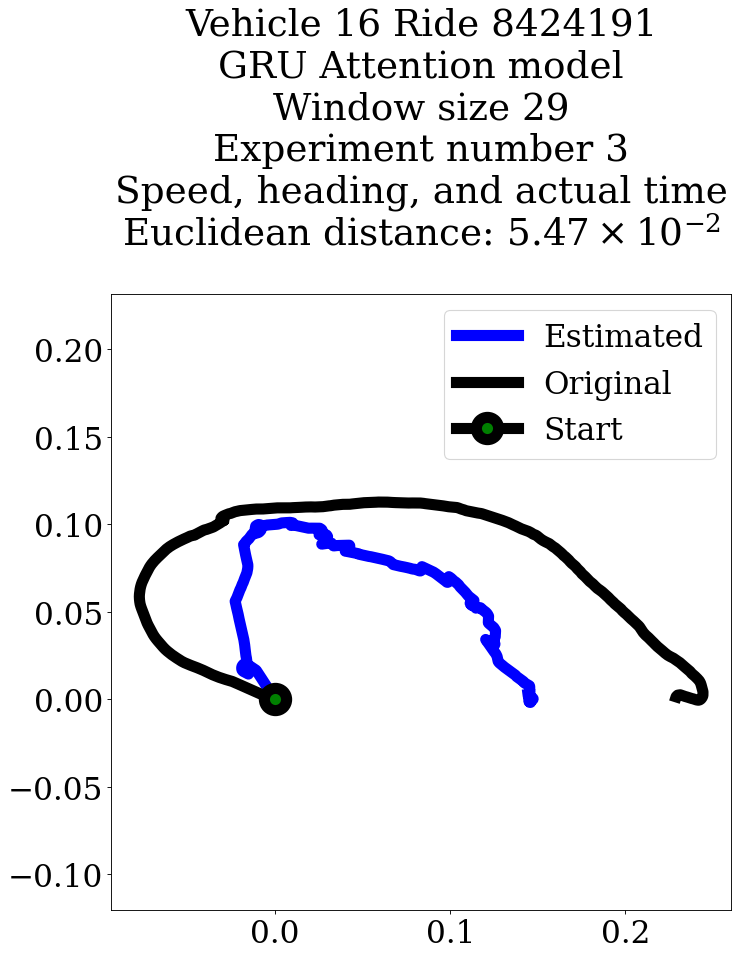 Vehicle 16 Ride 8424191
GRU Attention model
Window size 29
Experiment number 3
Speed, heading, and actual time
Euclidean distance: 5.47 × 10⁻²
Estimated
Original
Start
0.20
0.15
0.10
0.05
0.00
−0.05
−0.10
0.0 0.1 0.2